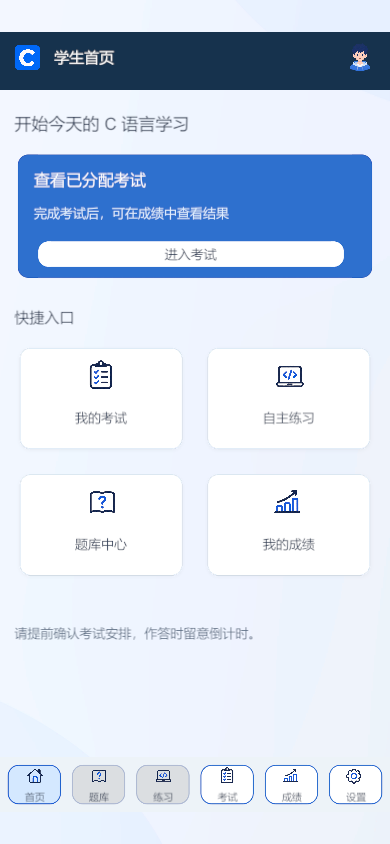 C 学生首页
开始今天的 C 语言学习
查看已分配考试
完成考试后，可在成绩中查看结果
进入考试
快捷入口
我的考试 自主练习
题库中心 我的成绩
请提前确认考试安排，作答时留意倒计时。
首页 题库 练习 考试 成绩 设置